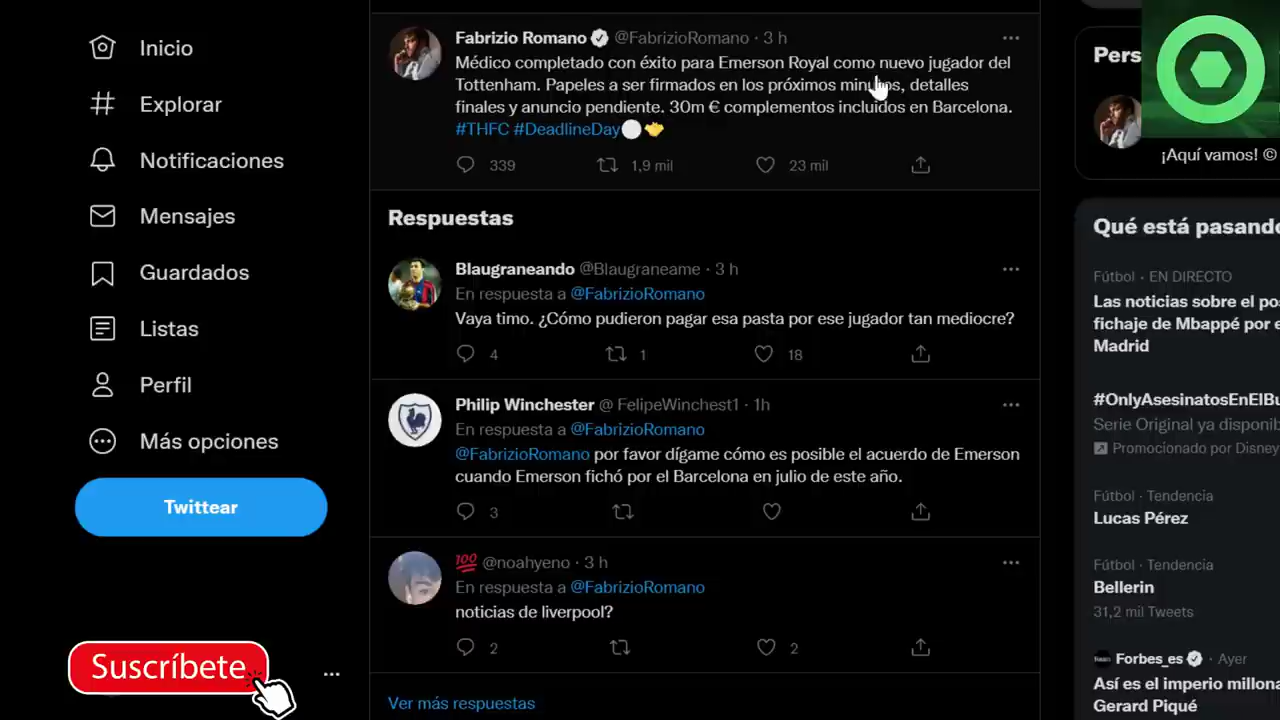 Inicio
Explorar
Notificaciones
Mensajes
Guardados
Listas
Perfil
Más opciones
Twittear
Suscríbete
Fabrizio Romano @FabrizioRomano · 3 h
Médico completado con éxito para Emerson Royal como nuevo jugador del
Tottenham. Papeles a ser firmados en los próximos minutos, detalles
finales y anuncio pendiente. 30m € complementos incluidos en Barcelona.
#THFC #DeadlineDay
339 1,9 mil 23 mil
Respuestas
Blaugraneando @Blaugraneame · 3 h
En respuesta a @FabrizioRomano
Vaya timo. ¿Cómo pudieron pagar esa pasta por ese jugador tan mediocre?
4 1 18
Philip Winchester @ FelipeWinchest1 · 1h
En respuesta a @FabrizioRomano
@FabrizioRomano por favor dígame cómo es posible el acuerdo de Emerson
cuando Emerson fichó por el Barcelona en julio de este año.
3
100 @noahyeno · 3 h
En respuesta a @FabrizioRomano
noticias de liverpool?
2 2
Ver más respuestas
Pers
¡Aquí vamos! ©
Qué está pasando
Fútbol · EN DIRECTO
Las noticias sobre el po
fichaje de Mbappé por e
Madrid
#OnlyAsesinatosEnElBu
Serie Original ya disponib
Promocionado por Disney
Fútbol · Tendencia
Lucas Pérez
Fútbol · Tendencia
Bellerin
31,2 mil Tweets
Forbes_es · Ayer
Así es el imperio millona
Gerard Piqué